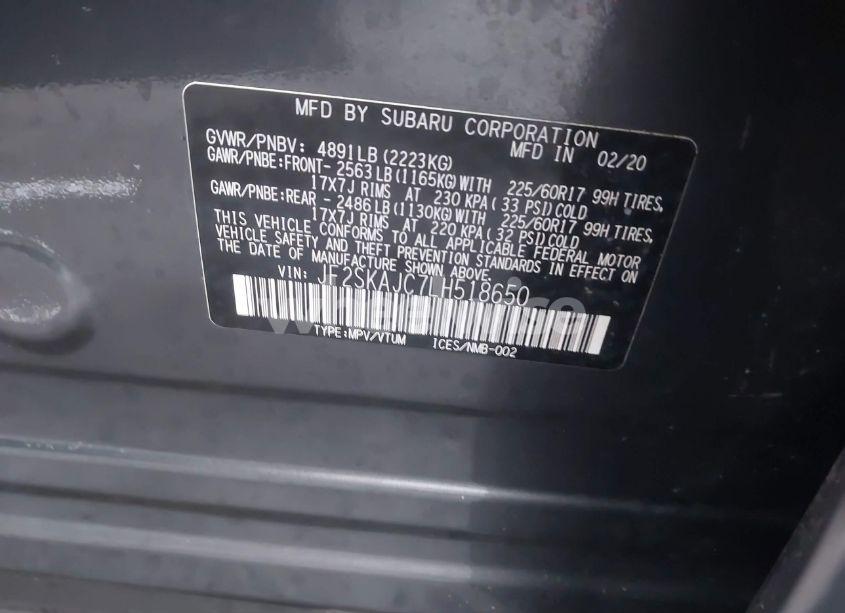 MFD BY SUBARU CORPORATION
GVWR/PNBV: 4891LB(2223KG) MFD IN 02/20
GAWR/PNBE:FRONT- 2563LB(1165KG)WITH 225/60R17 99H TIRES,
17X7J RIMS AT 230 KPA(33 PSI)COLD
GAWR/PNBE:REAR - 2486LB(1130KG)WITH 225/60R17 99H TIRES,
17X7J RIMS AT 220 KPA(32 PSI)COLD
THIS VEHICLE CONFORMS TO ALL APPLICABLE FEDERAL MOTOR
VEHICLE SAFETY AND THEFT PREVENTION STANDARDS IN EFFECT ON
THE DATE OF MANUFACTURE SHOWN ABOVE.
VIN: JF2SKAJC7LH518650
TYPE:MPV/VTUM ICES/NMB-002